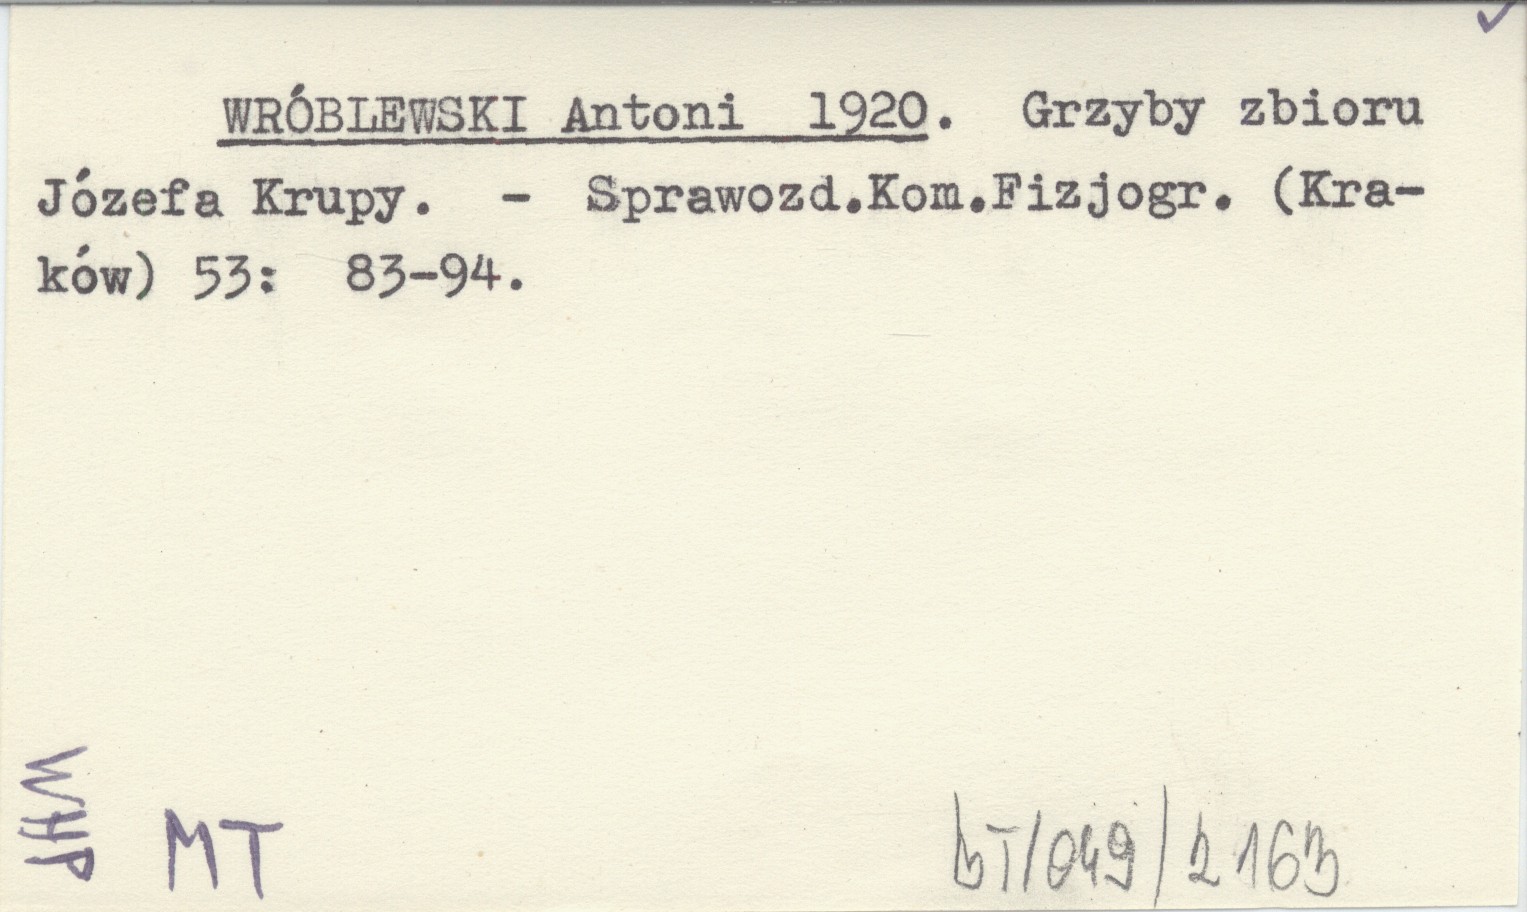 WRÓBLEWSKI Antoni 1920. Grzyby zbioru
Józefa Krupy. - Sprawozd.Kom.Fizjogr. (Kra-
ków) 53: 83-94.
WHP
MT
BT/049/2163